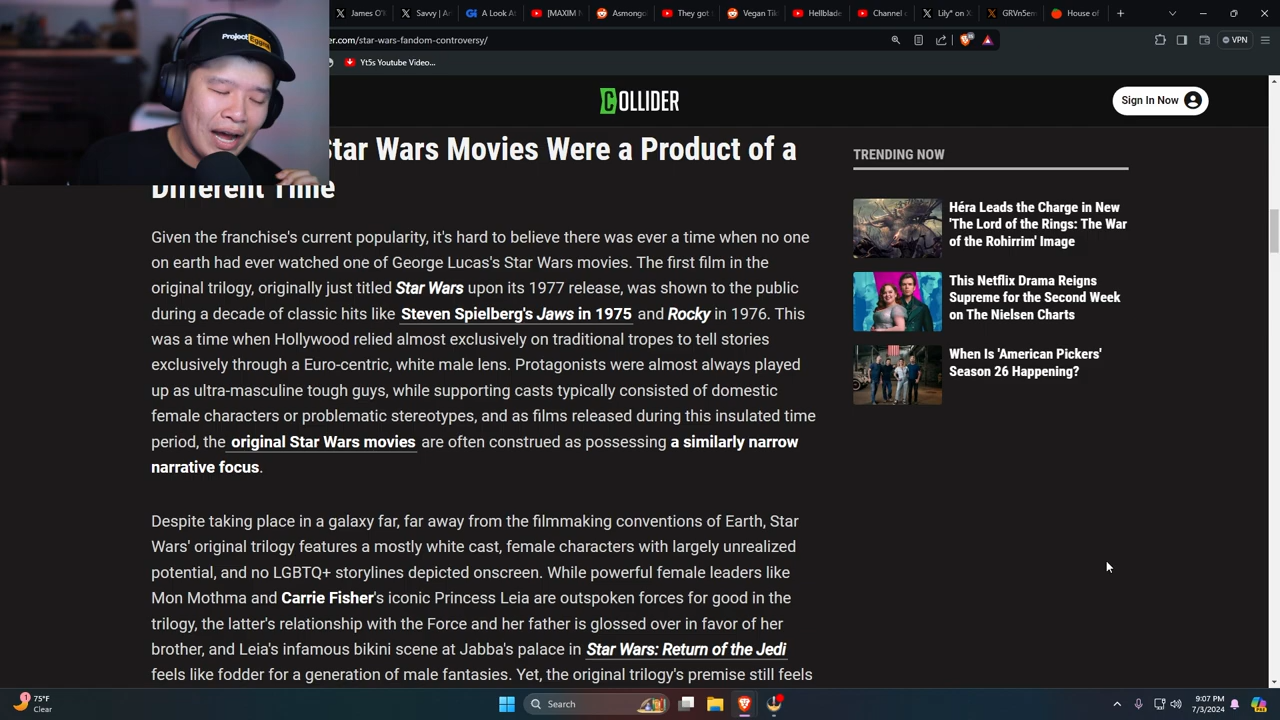 James O'K
Savvy | A
A Look A
[MAXIM N
Asmongo
They got
Vegan Tik
Hellblade
Channel c
Lily* on X
GRVn5em
House of
er.com/star-wars-fandom-controversy/
VPN
Yt5s Youtube Video...
Project Eggnog
COLLIDER
Sign In Now
Star Wars Movies Were a Product of a
Different Time
Given the franchise's current popularity, it's hard to believe there was ever a time when no one
on earth had ever watched one of George Lucas's Star Wars movies. The first film in the
original trilogy, originally just titled Star Wars upon its 1977 release, was shown to the public
during a decade of classic hits like Steven Spielberg's Jaws in 1975 and Rocky in 1976. This
was a time when Hollywood relied almost exclusively on traditional tropes to tell stories
exclusively through a Euro-centric, white male lens. Protagonists were almost always played
up as ultra-masculine tough guys, while supporting casts typically consisted of domestic
female characters or problematic stereotypes, and as films released during this insulated time
period, the original Star Wars movies are often construed as possessing a similarly narrow
narrative focus.
Despite taking place in a galaxy far, far away from the filmmaking conventions of Earth, Star
Wars' original trilogy features a mostly white cast, female characters with largely unrealized
potential, and no LGBTQ+ storylines depicted onscreen. While powerful female leaders like
Mon Mothma and Carrie Fisher's iconic Princess Leia are outspoken forces for good in the
trilogy, the latter's relationship with the Force and her father is glossed over in favor of her
brother, and Leia's infamous bikini scene at Jabba's palace in Star Wars: Return of the Jedi
feels like fodder for a generation of male fantasies. Yet, the original trilogy's premise still feels
TRENDING NOW
Héra Leads the Charge in New
'The Lord of the Rings: The War
of the Rohirrim' Image
This Netflix Drama Reigns
Supreme for the Second Week
on The Nielsen Charts
When Is 'American Pickers'
Season 26 Happening?
1
75°F
Clear
Search
9:07 PM
7/3/2024